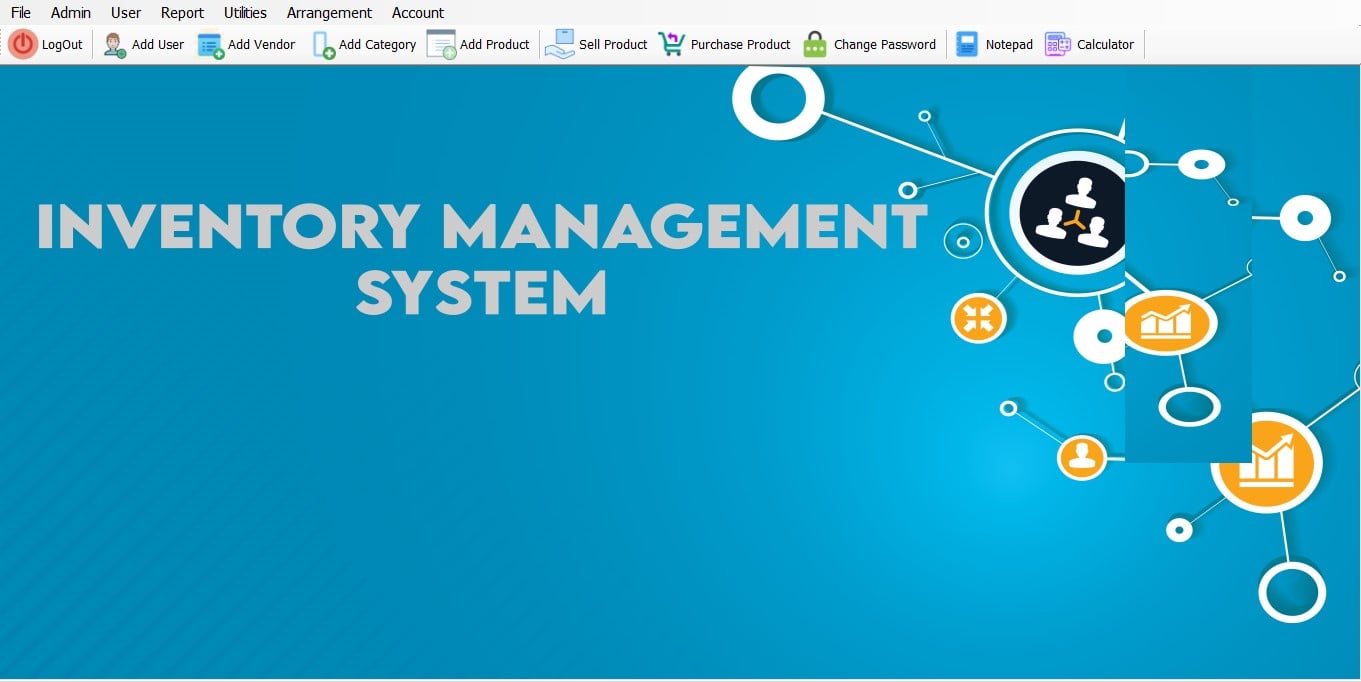 File Admin User Report Utilities Arrangement Account
LogOut Add User Add Vendor Add Category Add Product Sell Product Purchase Product Change Password Notepad Calculator
INVENTORY MANAGEMENT
SYSTEM